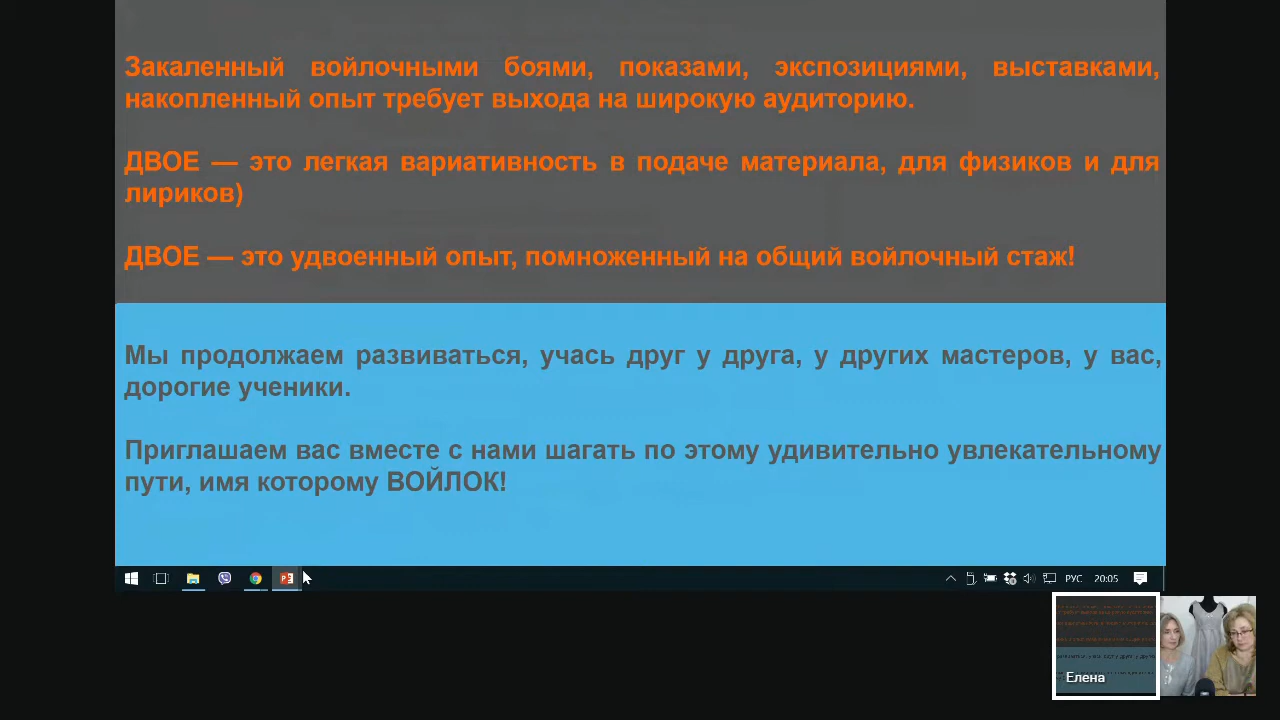 Закаленный войлочными боями, показами, экспозициями, выставками,
накопленный опыт требует выхода на широкую аудиторию.
ДВОЕ — это легкая вариативность в подаче материала, для физиков и для
лириков)
ДВОЕ — это удвоенный опыт, помноженный на общий войлочный стаж!
Мы продолжаем развиваться, учась друг у друга, у других мастеров, у вас,
дорогие ученики.
Приглашаем вас вместе с нами шагать по этому удивительно увлекательному
пути, имя которому ВОЙЛОК!
РУС 20:05
Елена